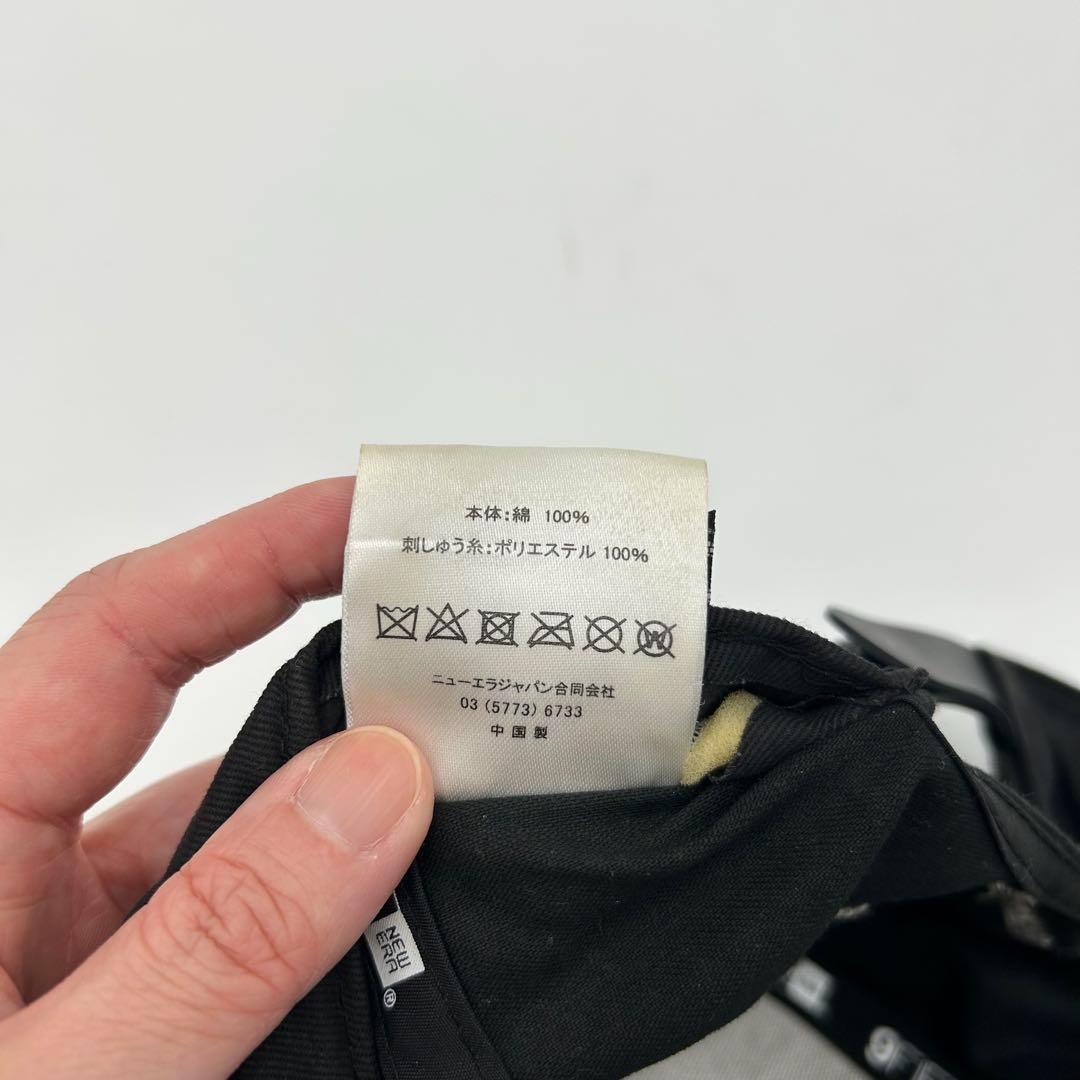 本体:綿 100%
刺しゅう糸:ポリエステル 100%
ニューエラジャパン合同会社
03 (5773) 6733
中国製
NEW
ERA
®